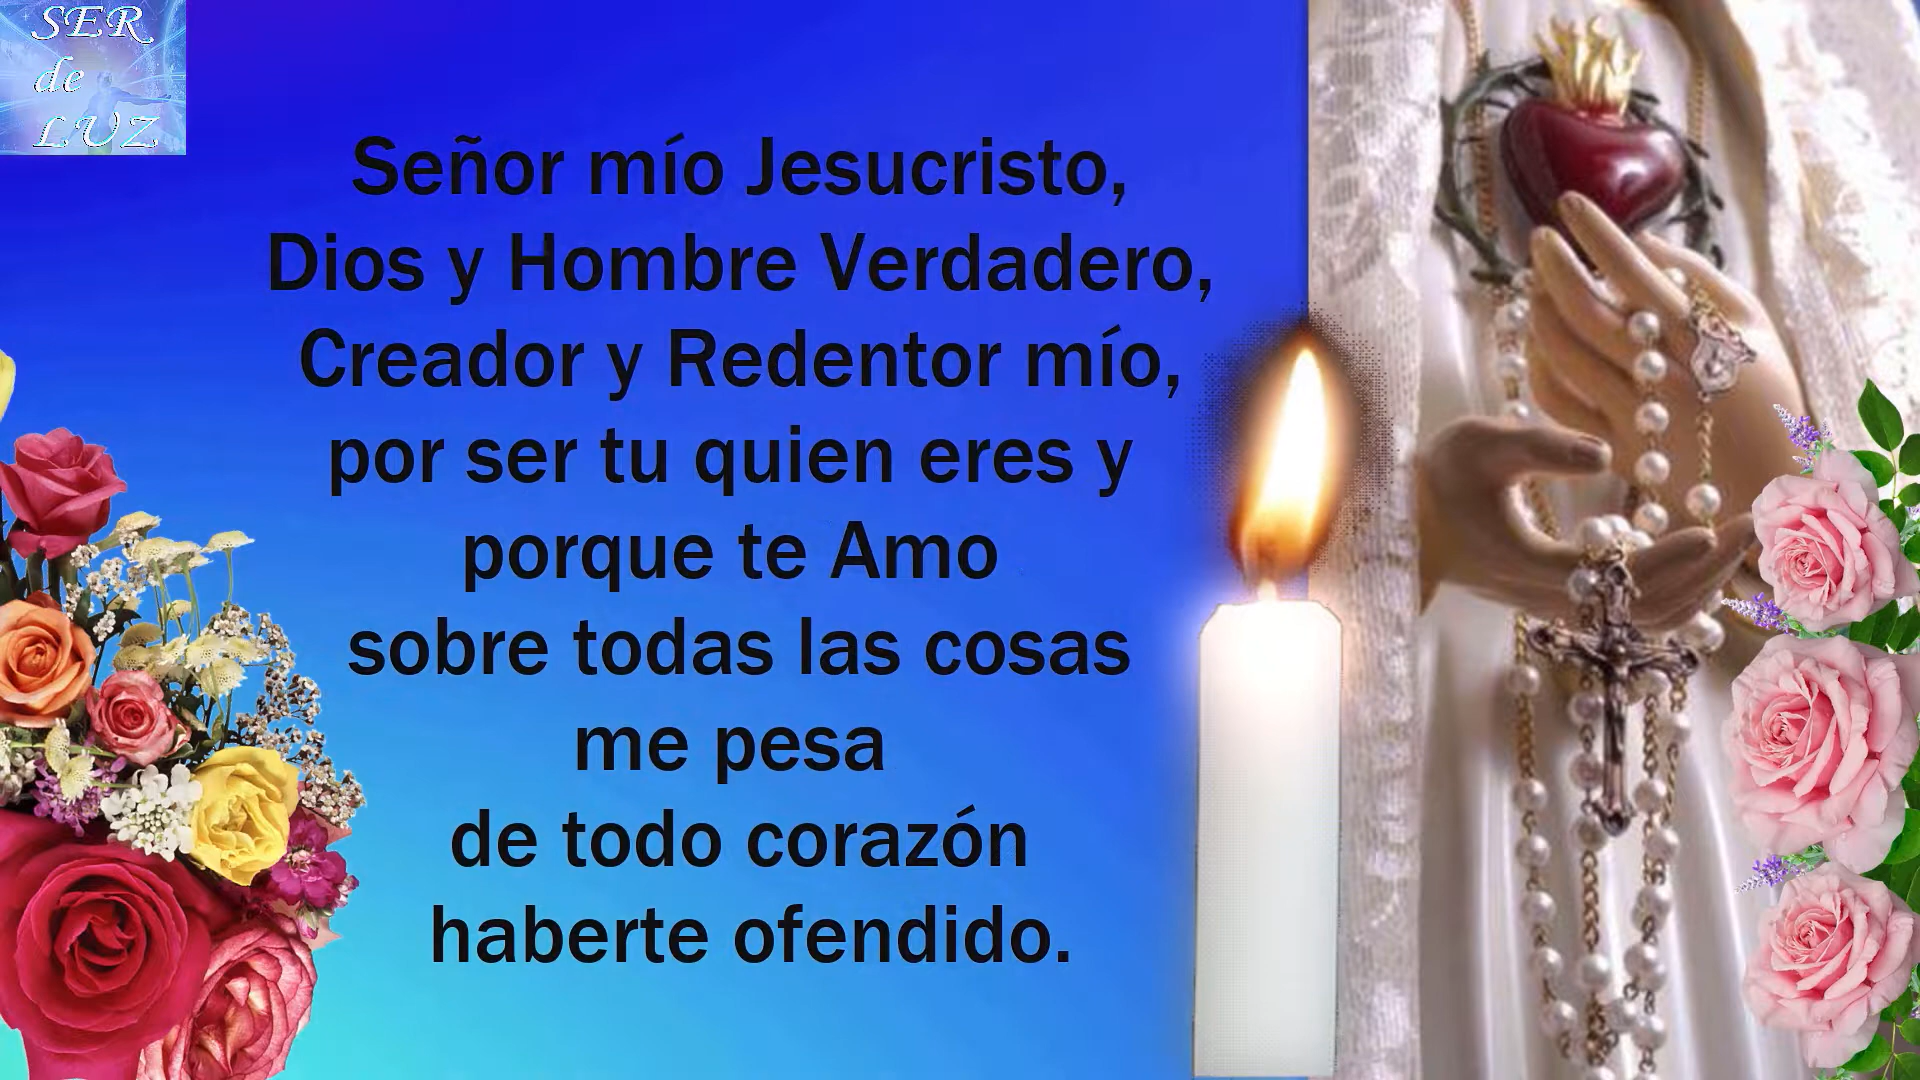 SER
de
LUZ
Señor mío Jesucristo,
Dios y Hombre Verdadero,
Creador y Redentor mío,
por ser tu quien eres y
porque te Amo
sobre todas las cosas
me pesa
de todo corazón
haberte ofendido.